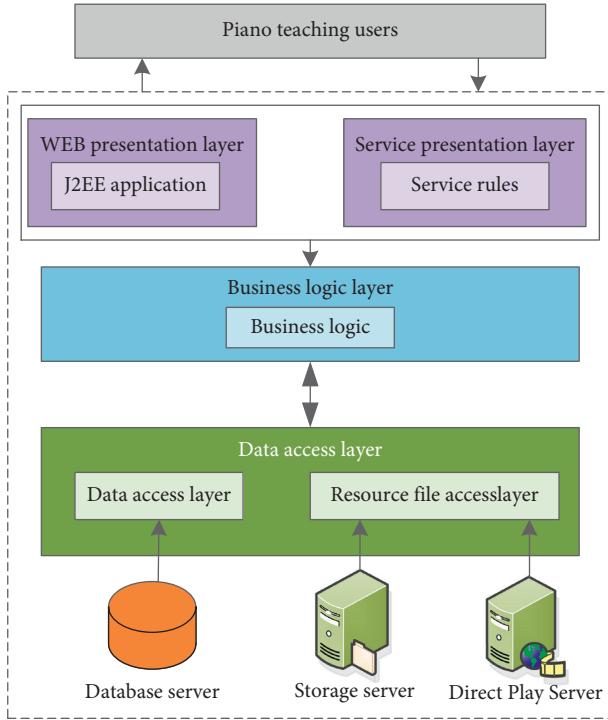 Piano teaching users
WEB presentation layer
J2EE application
Service presentation layer
Service rules
Business logic layer
Business logic
Data access layer
Data access layer
Resource file accesslayer
Database server
Storage server
Direct Play Server